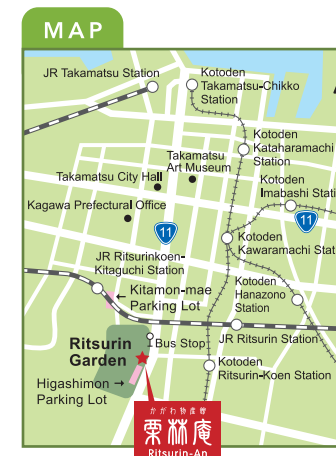 MAP
JR Takamatsu Station
Kotoden
Takamatsu-Chikko
Station
Kotoden
Kataharamachi
Station
Takamatsu
Art Museum
Takamatsu City Hall
Kotoden
Imabashi Stati
Kagawa Prefectural Office
11
11
Kotoden
Kawaramachi Stat
JR Ritsurinkoen-
Kitaguchi Station
Kitamon-mae
Parking Lot
Kotoden
Hanazono
Station
Ritsurin
Garden
Bus Stop
JR Ritsurin Station
Kotoden
Ritsurin-Koen Station
Higashimon →
Parking Lot
かがわ物産館
栗林庵
Ritsurin-An